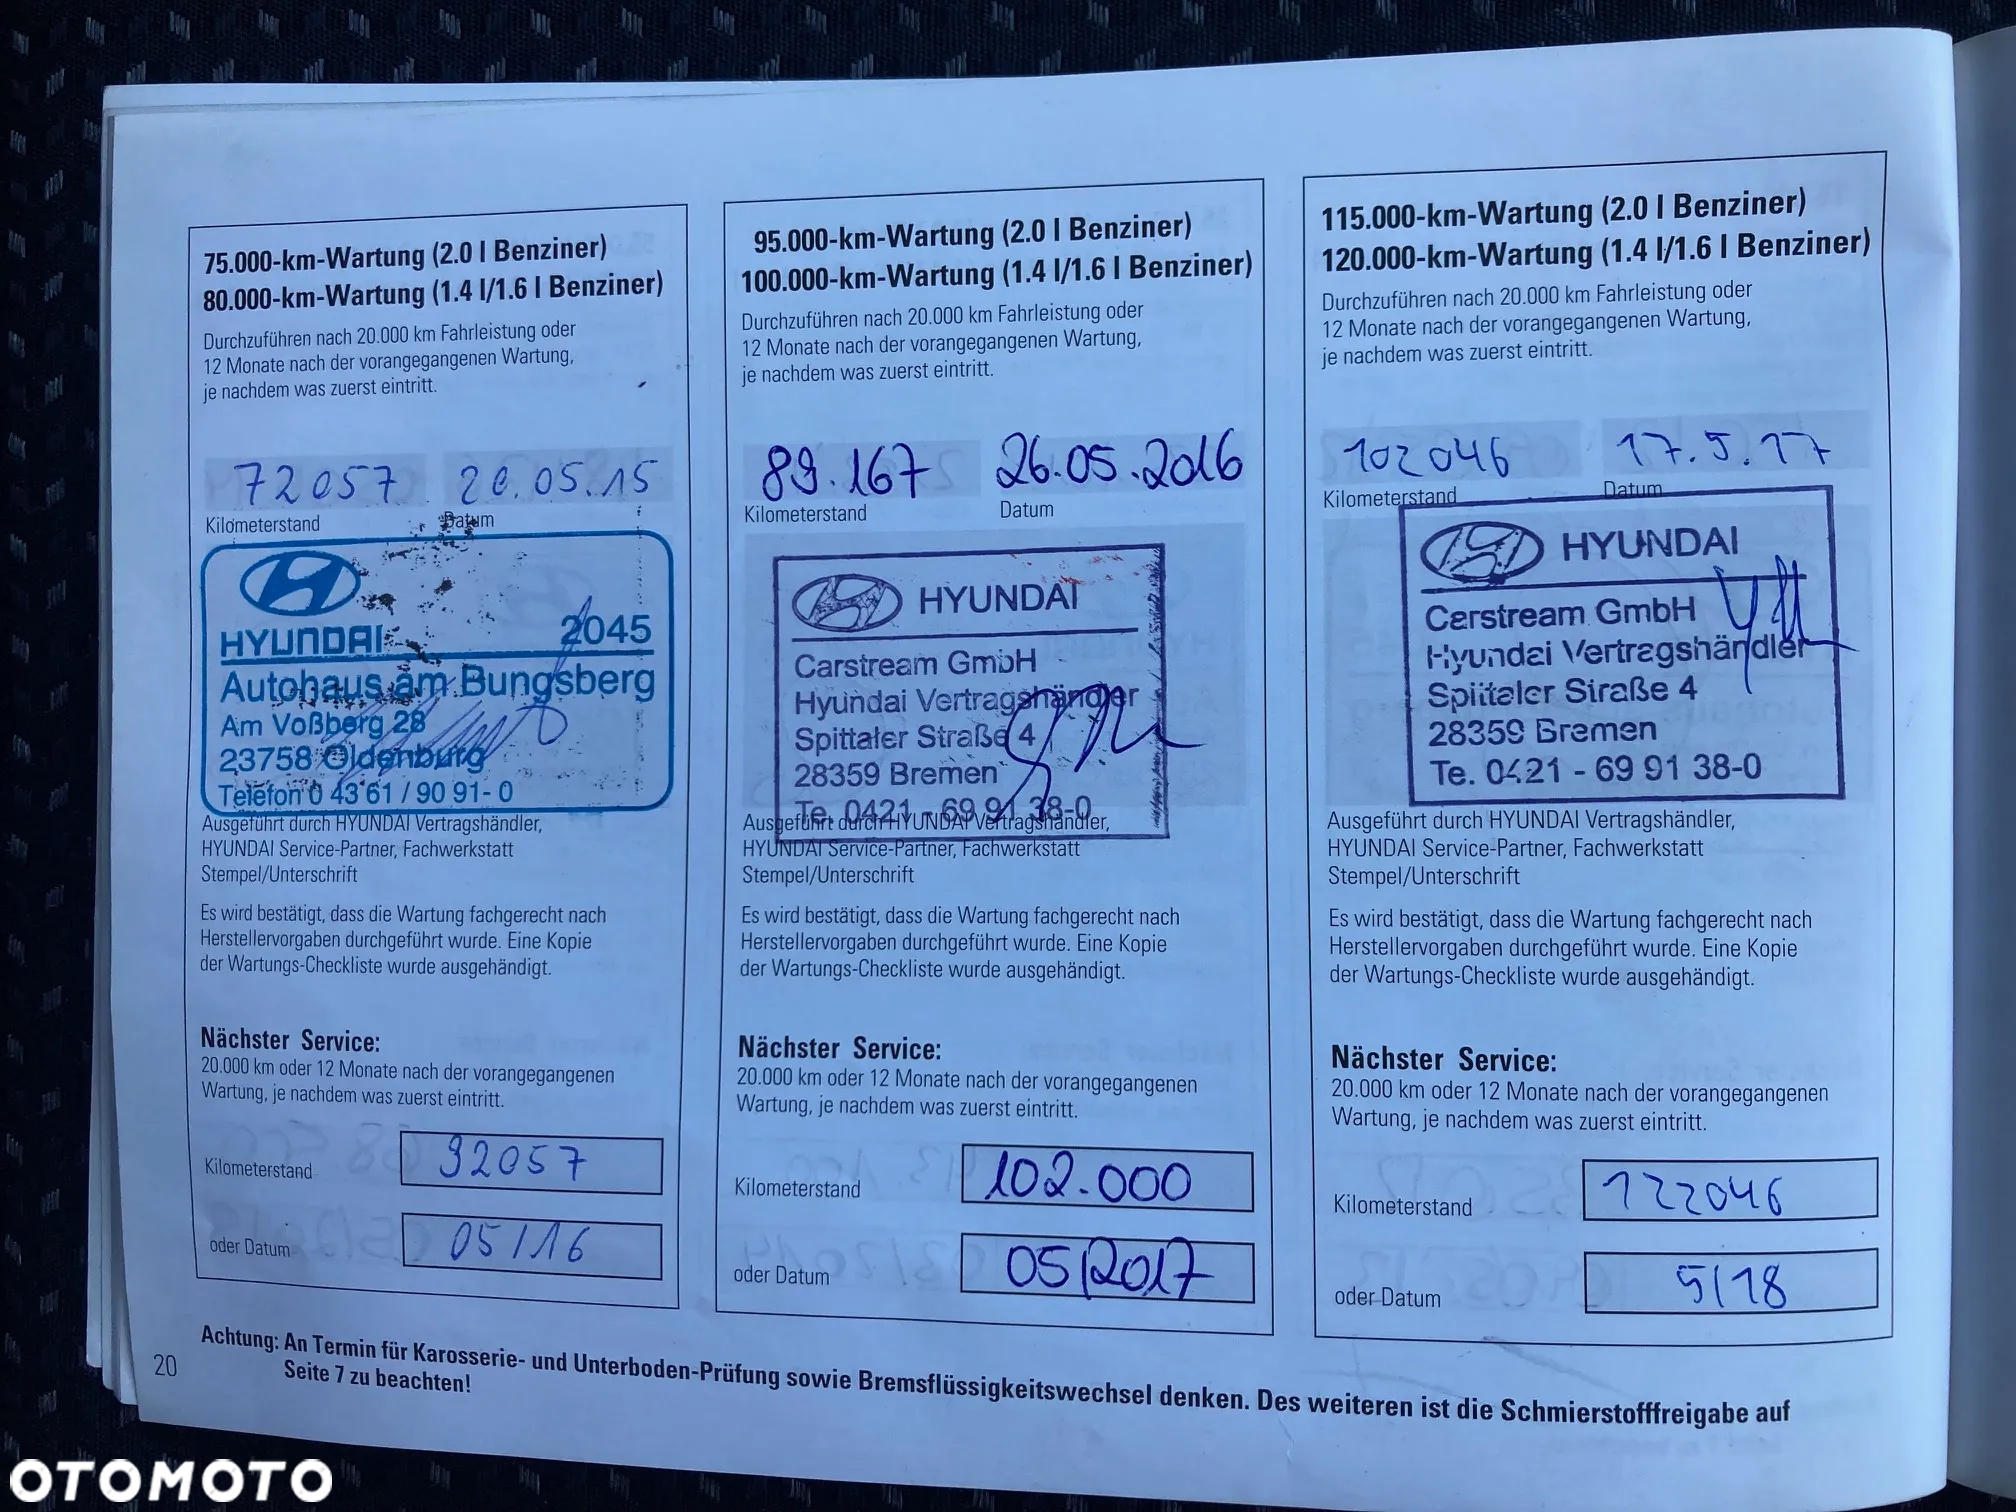 75.000-km-Wartung (2.0 l Benziner)
80.000-km-Wartung (1.4 l/1.6 l Benziner)
Durchzuführen nach 20.000 km Fahrleistung oder
12 Monate nach der vorangegangenen Wartung,
je nachdem was zuerst eintritt.
72057 20.05.15
Kilometerstand Datum
HYUNDAI 2045
Autohaus am Bungsberg
Am Voßberg 28
23758 Oldenburg
Telefon 0 43 61 / 90 91 - 0
Ausgeführt durch HYUNDAI Vertragshändler,
HYUNDAI Service-Partner, Fachwerkstatt
Stempel/Unterschrift
Es wird bestätigt, dass die Wartung fachgerecht nach
Herstellervorgaben durchgeführt wurde. Eine Kopie
der Wartungs-Checkliste wurde ausgehändigt.
Nächster Service:
20.000 km oder 12 Monate nach der vorangegangenen
Wartung, je nachdem was zuerst eintritt.
Kilometerstand 92057
oder Datum 05/16
95.000-km-Wartung (2.0 l Benziner)
100.000-km-Wartung (1.4 l/1.6 l Benziner)
Durchzuführen nach 20.000 km Fahrleistung oder
12 Monate nach der vorangegangenen Wartung,
je nachdem was zuerst eintritt.
89.167 26.05.2016
Kilometerstand Datum
HYUNDAI
Carstream GmbH
Hyundai Vertragshändler
Spittaler Straße 4
28359 Bremen
Te. 0421 - 69 91 38-0
Ausgeführt durch HYUNDAI Vertragshändler,
HYUNDAI Service-Partner, Fachwerkstatt
Stempel/Unterschrift
Es wird bestätigt, dass die Wartung fachgerecht nach
Herstellervorgaben durchgeführt wurde. Eine Kopie
der Wartungs-Checkliste wurde ausgehändigt.
Nächster Service:
20.000 km oder 12 Monate nach der vorangegangenen
Wartung, je nachdem was zuerst eintritt.
Kilometerstand 102.000
oder Datum 05/2017
115.000-km-Wartung (2.0 l Benziner)
120.000-km-Wartung (1.4 l/1.6 l Benziner)
Durchzuführen nach 20.000 km Fahrleistung oder
12 Monate nach der vorangegangenen Wartung,
je nachdem was zuerst eintritt.
102046 17.5.17
Kilometerstand Datum
HYUNDAI
Carstream GmbH
Hyundai Vertragshändler
Spittaler Straße 4
28359 Bremen
Te. 0421 - 69 91 38-0
Ausgeführt durch HYUNDAI Vertragshändler,
HYUNDAI Service-Partner, Fachwerkstatt
Stempel/Unterschrift
Es wird bestätigt, dass die Wartung fachgerecht nach
Herstellervorgaben durchgeführt wurde. Eine Kopie
der Wartungs-Checkliste wurde ausgehändigt.
Nächster Service:
20.000 km oder 12 Monate nach der vorangegangenen
Wartung, je nachdem was zuerst eintritt.
Kilometerstand 122046
oder Datum 5/18
Achtung: An Termin für Karosserie- und Unterboden-Prüfung sowie Bremsflüssigkeitswechsel denken. Des weiteren ist die Schmierstofffreigabe auf
Seite 7 zu beachten!
20
OTOMOTO